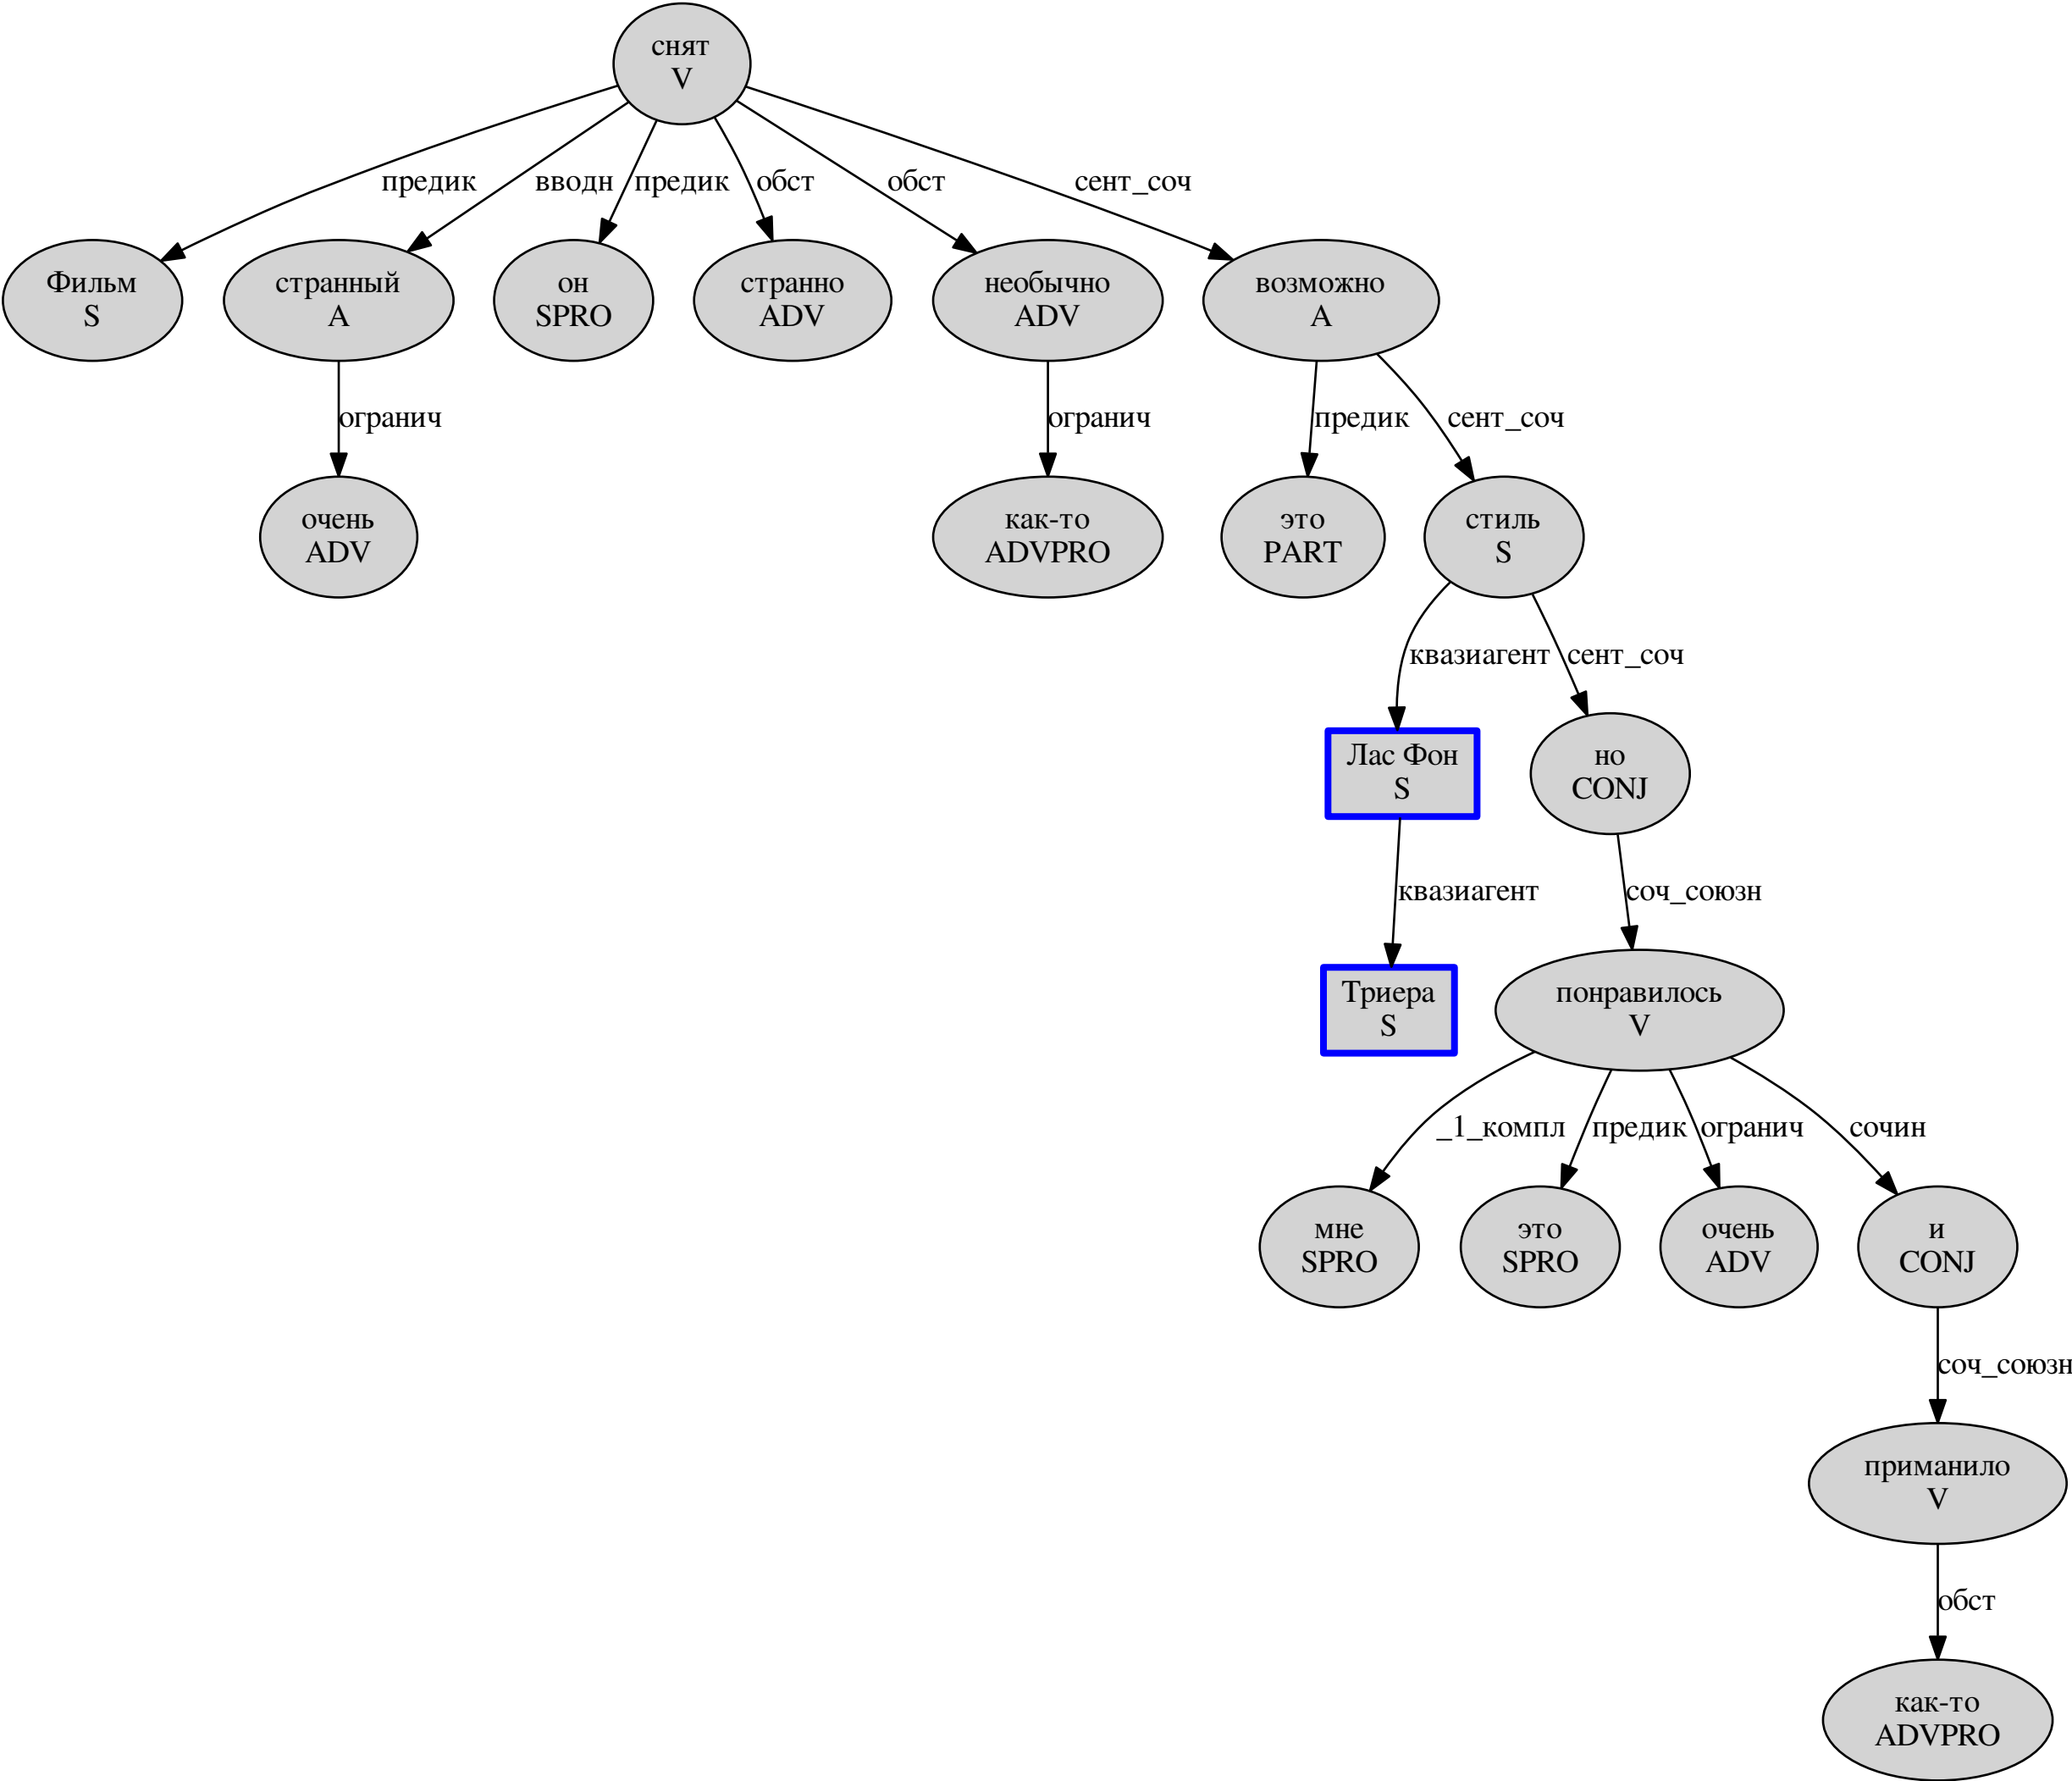 снят
V
предик
вводн
предик
обст
обст
сент_соч
Фильм
S
странный
A
он
SPRO
странно
ADV
необычно
ADV
возможно
A
огранич
огранич
предик
сент_соч
очень
ADV
как-то
ADVPRO
это
PART
стиль
S
квазиагент
сент_соч
Лас Фон
S
но
CONJ
квазиагент
соч_союзн
Триера
S
понравилось
V
_1_компл
предик
огранич
сочин
мне
SPRO
это
SPRO
очень
ADV
и
CONJ
соч_союзн
приманило
V
обст
как-то
ADVPRO